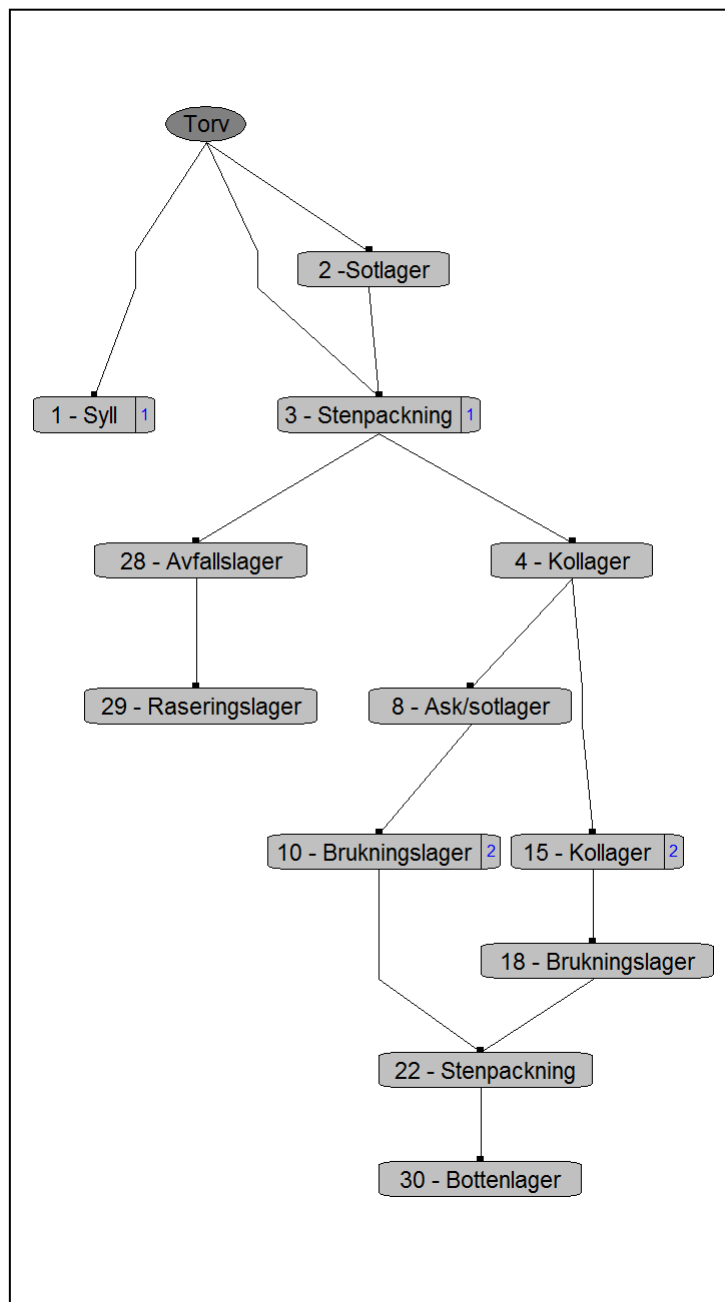 Torv
2 -Sotlager
1 - Syll 1
3 - Stenpackning 1
28 - Avfallslager
4 - Kollager
29 - Raseringslager
8 - Ask/sotlager
10 - Brukningslager 2
15 - Kollager 2
18 - Brukningslager
22 - Stenpackning
30 - Bottenlager